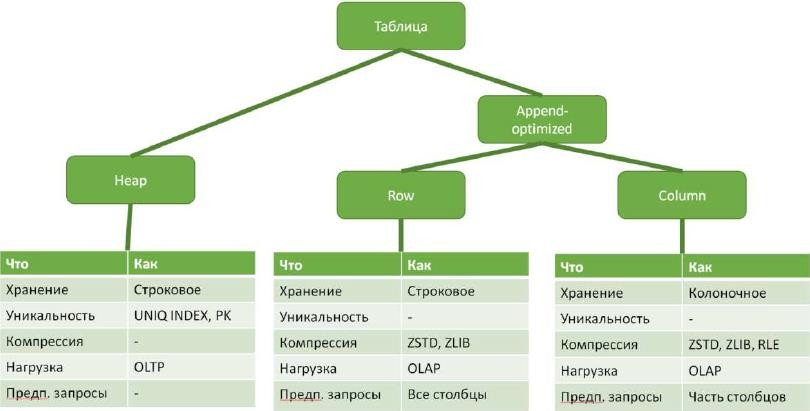 Таблица
Append-
optimized
Heap
Row
Column
Что Как
Хранение Строковое
Уникальность UNIQ INDEX, PK
Компрессия -
Нагрузка OLTP
Предп. запросы -
Что Как
Хранение Строковое
Уникальность -
Компрессия ZSTD, ZLIB
Нагрузка OLAP
Предп. запросы Все столбцы
Что Как
Хранение Колоночное
Уникальность -
Компрессия ZSTD, ZLIB, RLE
Нагрузка OLAP
Предп. запросы Часть столбцов